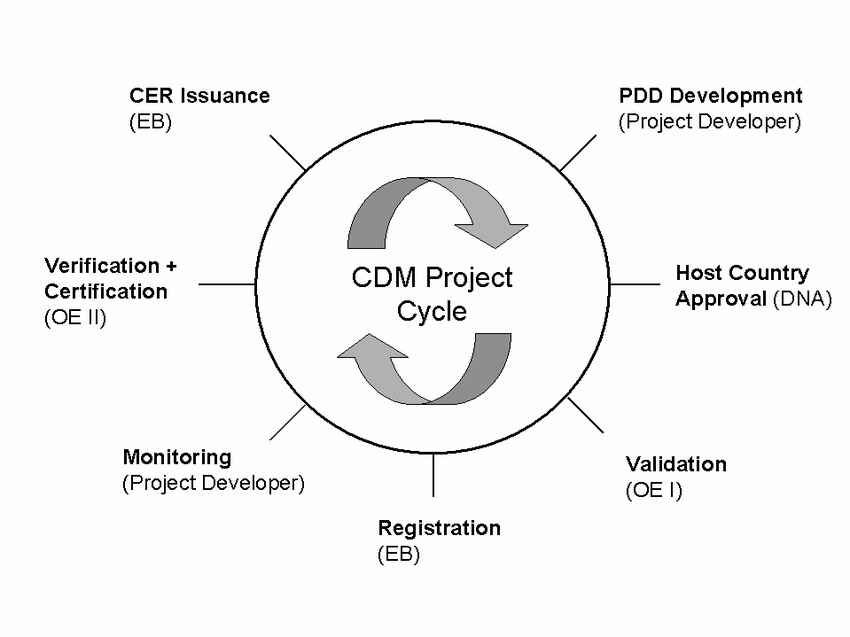 CER Issuance
(EB)
PDD Development
(Project Developer)
Verification +
Certification
(OE II)
CDM Project
Cycle
Host Country
Approval (DNA)
Monitoring
(Project Developer)
Validation
(OE I)
Registration
(EB)